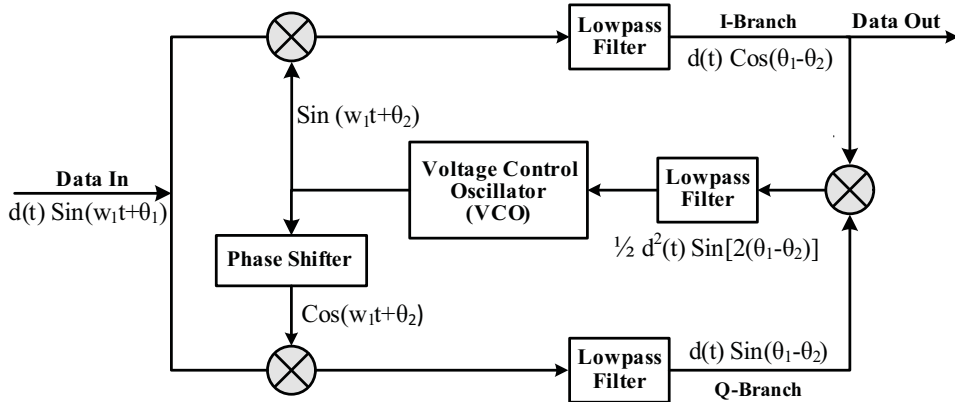 Lowpass
Filter
I-Branch
d(t) Cos(θ₁-θ₂)
Data Out
Sin (w₁t+θ₂)
Data In
d(t) Sin(w₁t+θ₁)
Voltage Control
Oscillator
(VCO)
Lowpass
Filter
½ d²(t) Sin[2(θ₁-θ₂)]
Phase Shifter
Cos(w₁t+θ₂)
Lowpass
Filter
d(t) Sin(θ₁-θ₂)
Q-Branch